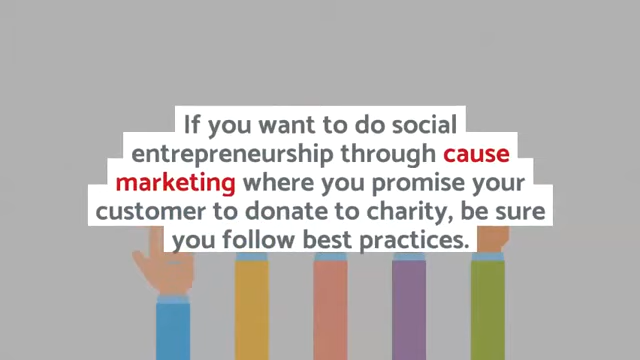 If you want to do social
entrepreneurship through cause
marketing where you promise your
customer to donate to charity, be sure
you follow best practices.